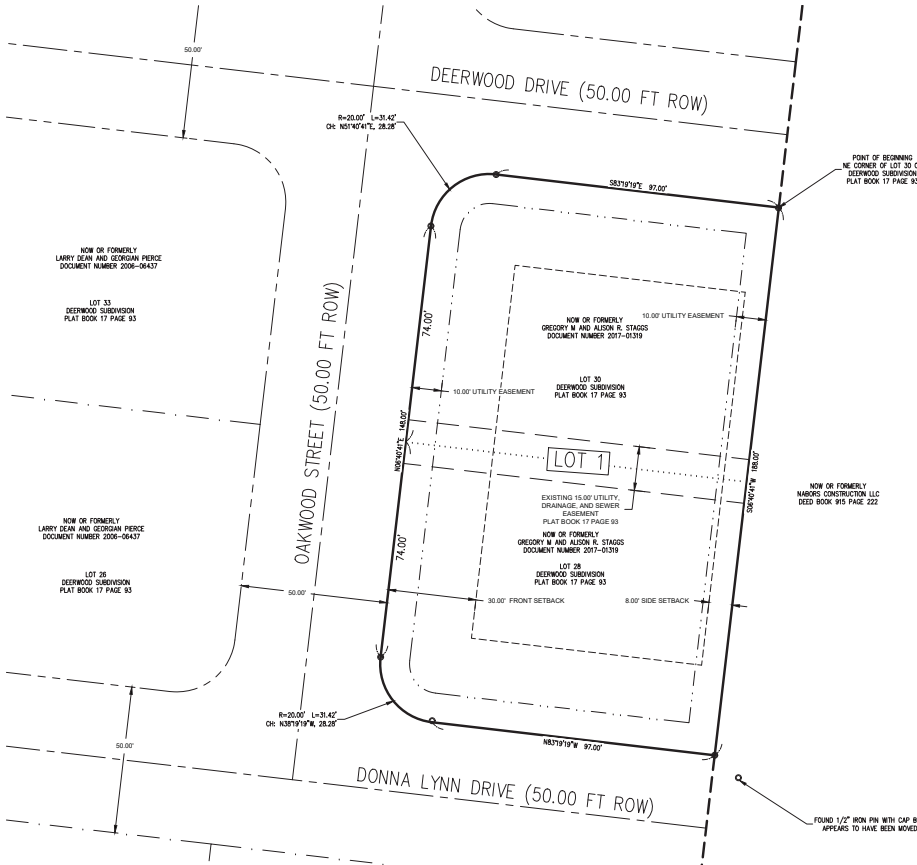 50.00'
DEERWOOD DRIVE (50.00 FT ROW)
R=20.00' L=31.42'
CH: N51°40'41"E, 28.28'
POINT OF BEGINNING
NE CORNER OF LOT 30 O
DEERWOOD SUBDIVISION
PLAT BOOK 17 PAGE 93
S83°19'19"E 97.00'
NOW OR FORMERLY
LARRY DEAN AND GEORGIAN PIERCE
DOCUMENT NUMBER 2006-06437
LOT 33
DEERWOOD SUBDIVISION
PLAT BOOK 17 PAGE 93
OAKWOOD STREET (50.00 FT ROW)
74.00'
10.00' UTILITY EASEMENT
NOW OR FORMERLY
GREGORY M AND ALISON R. STAGGS
DOCUMENT NUMBER 2017-01319
LOT 30
DEERWOOD SUBDIVISION
PLAT BOOK 17 PAGE 93
10.00' UTILITY EASEMENT
N06°40'41"E 148.00'
LOT 1
S06°40'41"W 188.00'
EXISTING 15.00' UTILITY,
DRAINAGE, AND SEWER
EASEMENT
PLAT BOOK 17 PAGE 93
NOW OR FORMERLY
NABORS CONSTRUCTION LLC
DEED BOOK 915 PAGE 222
NOW OR FORMERLY
LARRY DEAN AND GEORGIAN PIERCE
DOCUMENT NUMBER 2006-06437
LOT 26
DEERWOOD SUBDIVISION
PLAT BOOK 17 PAGE 93
74.00'
NOW OR FORMERLY
GREGORY M AND ALISON R. STAGGS
DOCUMENT NUMBER 2017-01319
LOT 28
DEERWOOD SUBDIVISION
PLAT BOOK 17 PAGE 93
50.00'
30.00' FRONT SETBACK
8.00' SIDE SETBACK
R=20.00' L=31.42'
CH: N38°19'19"W, 28.28'
N83°19'19"W 97.00'
50.00'
DONNA LYNN DRIVE (50.00 FT ROW)
FOUND 1/2" IRON PIN WITH CAP B
APPEARS TO HAVE BEEN MOVED